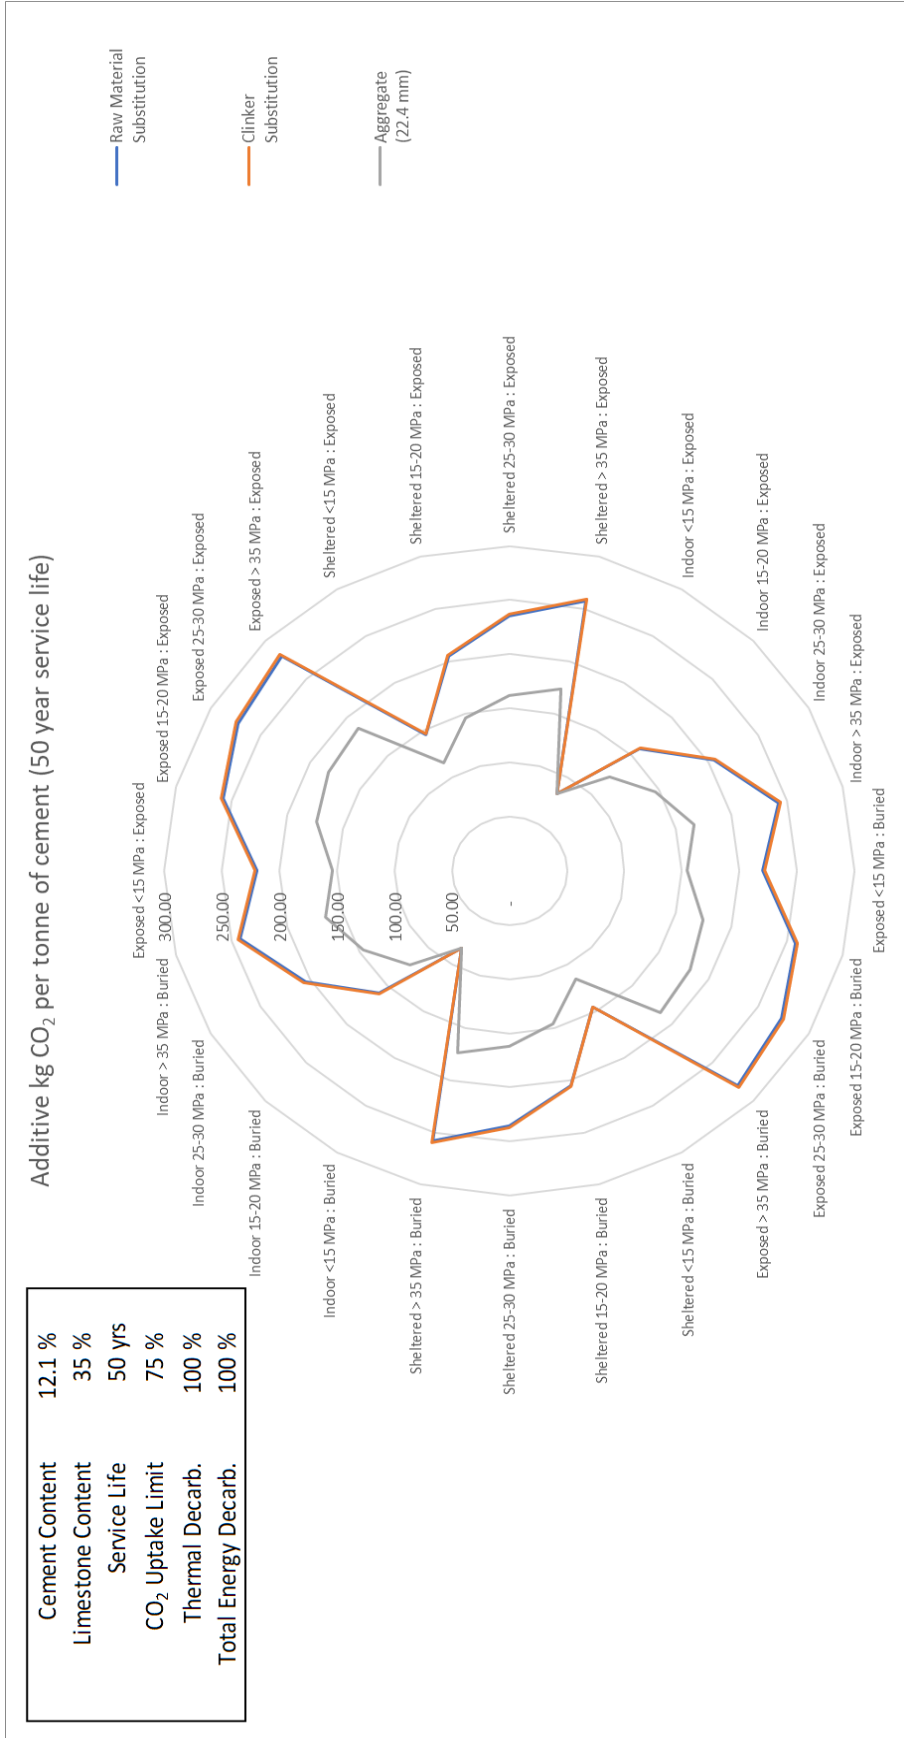 Additive kg CO₂ per tonne of cement (50 year service life)
Cement Content 12.1 %
Limestone Content 35 %
Service Life 50 yrs
CO₂ Uptake Limit 75 %
Thermal Decarb. 100 %
Total Energy Decarb. 100 %
Exposed <15 MPa : Exposed
Exposed 15-20 MPa : Exposed
Exposed 25-30 MPa : Exposed
Exposed > 35 MPa : Exposed
Sheltered <15 MPa : Exposed
Sheltered 15-20 MPa : Exposed
Sheltered 25-30 MPa : Exposed
Sheltered > 35 MPa : Exposed
Indoor <15 MPa : Exposed
Indoor 15-20 MPa : Exposed
Indoor 25-30 MPa : Exposed
Indoor > 35 MPa : Exposed
Exposed <15 MPa : Buried
Exposed 15-20 MPa : Buried
Exposed 25-30 MPa : Buried
Exposed > 35 MPa : Buried
Sheltered <15 MPa : Buried
Sheltered 15-20 MPa : Buried
Sheltered 25-30 MPa : Buried
Sheltered > 35 MPa : Buried
Indoor <15 MPa : Buried
Indoor 15-20 MPa : Buried
Indoor 25-30 MPa : Buried
Indoor > 35 MPa : Buried
300.00
250.00
200.00
150.00
100.00
50.00
-
Raw Material
Substitution
Clinker
Substitution
Aggregate
(22.4 mm)